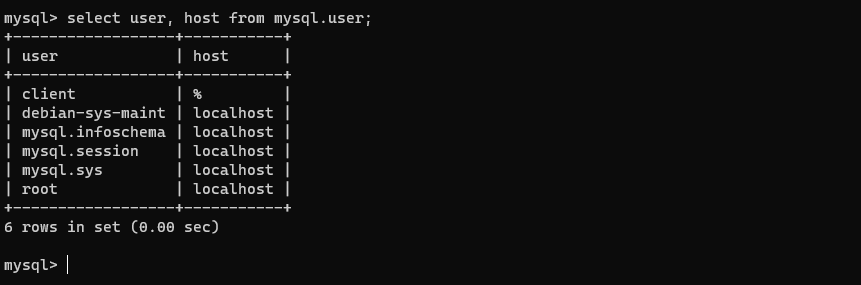 mysql> select user, host from mysql.user;
+------------------+-----------+
| user             | host      |
+------------------+-----------+
| client           | %         |
| debian-sys-maint | localhost |
| mysql.infoschema | localhost |
| mysql.session    | localhost |
| mysql.sys        | localhost |
| root             | localhost |
+------------------+-----------+
6 rows in set (0.00 sec)
mysql>